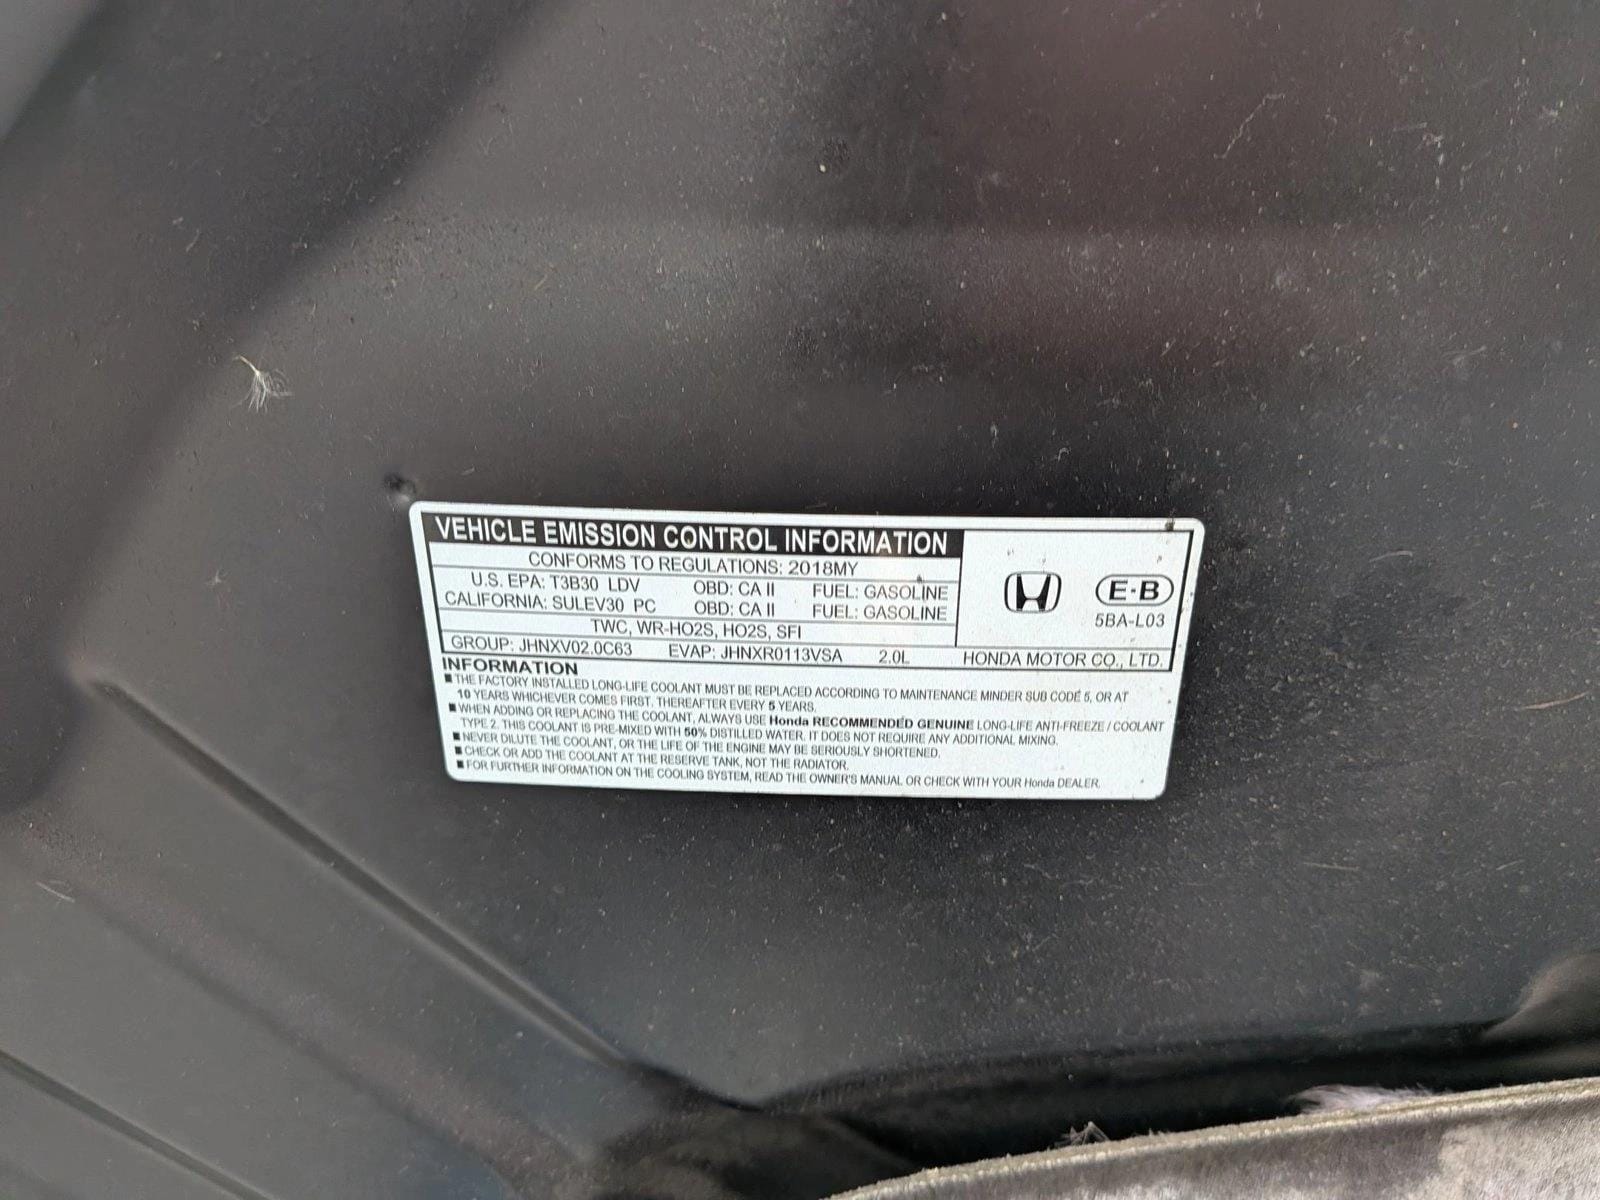 VEHICLE EMISSION CONTROL INFORMATION
CONFORMS TO REGULATIONS: 2018MY
U.S. EPA: T3B30 LDV OBD: CA II FUEL: GASOLINE
CALIFORNIA: SULEV30 PC OBD: CA II FUEL: GASOLINE
TWC, WR-HO2S, HO2S, SFI
GROUP: JHNXV02.0C63 EVAP: JHNXR0113VSA 2.0L
E-B
5BA-L03
HONDA MOTOR CO., LTD.
INFORMATION
■ THE FACTORY INSTALLED LONG-LIFE COOLANT MUST BE REPLACED ACCORDING TO MAINTENANCE MINDER SUB CODE 5, OR AT
10 YEARS WHICHEVER COMES FIRST. THEREAFTER EVERY 5 YEARS.
■ WHEN ADDING OR REPLACING THE COOLANT, ALWAYS USE Honda RECOMMENDED GENUINE LONG-LIFE ANTI-FREEZE / COOLANT
TYPE 2. THIS COOLANT IS PRE-MIXED WITH 50% DISTILLED WATER. IT DOES NOT REQUIRE ANY ADDITIONAL MIXING.
■ NEVER DILUTE THE COOLANT, OR THE LIFE OF THE ENGINE MAY BE SERIOUSLY SHORTENED.
■ CHECK OR ADD THE COOLANT AT THE RESERVE TANK, NOT THE RADIATOR.
■ FOR FURTHER INFORMATION ON THE COOLING SYSTEM, READ THE OWNER'S MANUAL OR CHECK WITH YOUR Honda DEALER.